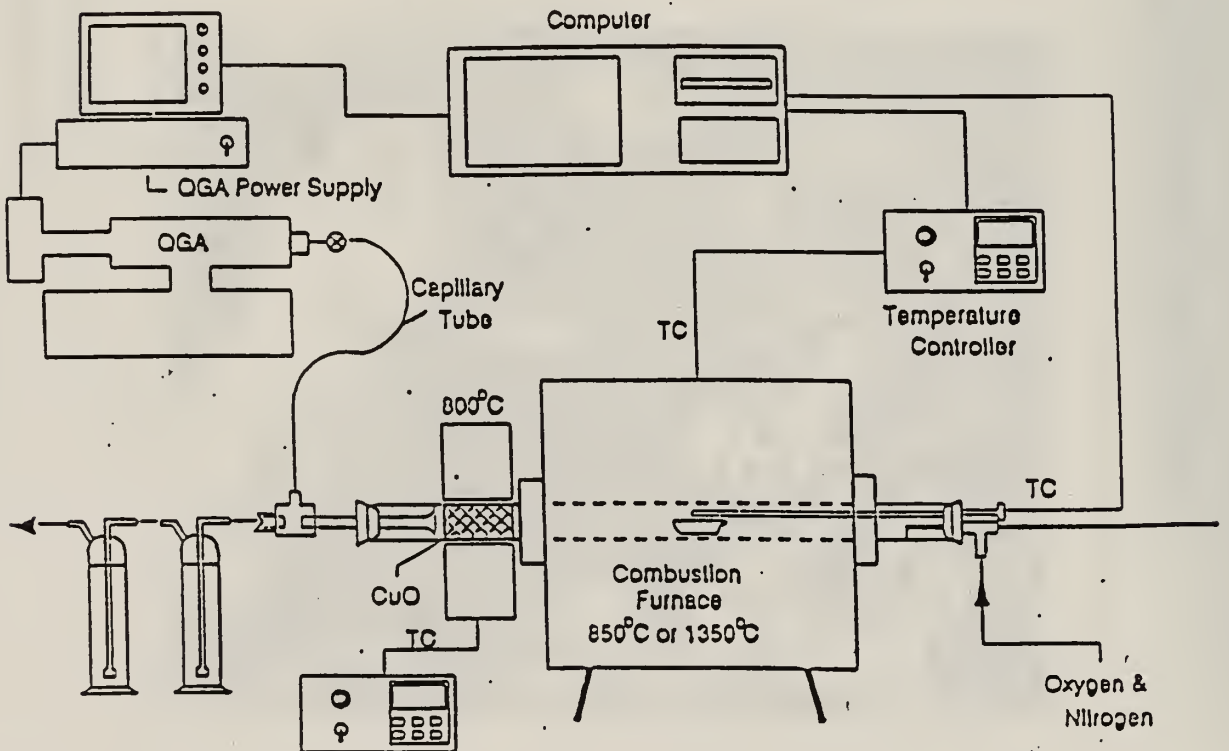 Computer
QGA Power Supply
QGA
Capillary
Tube
TC
Temperature
Controller
800°C
TC
CuO
Combustion
Furnace
850°C or 1350°C
TC
Oxygen &
Nitrogen